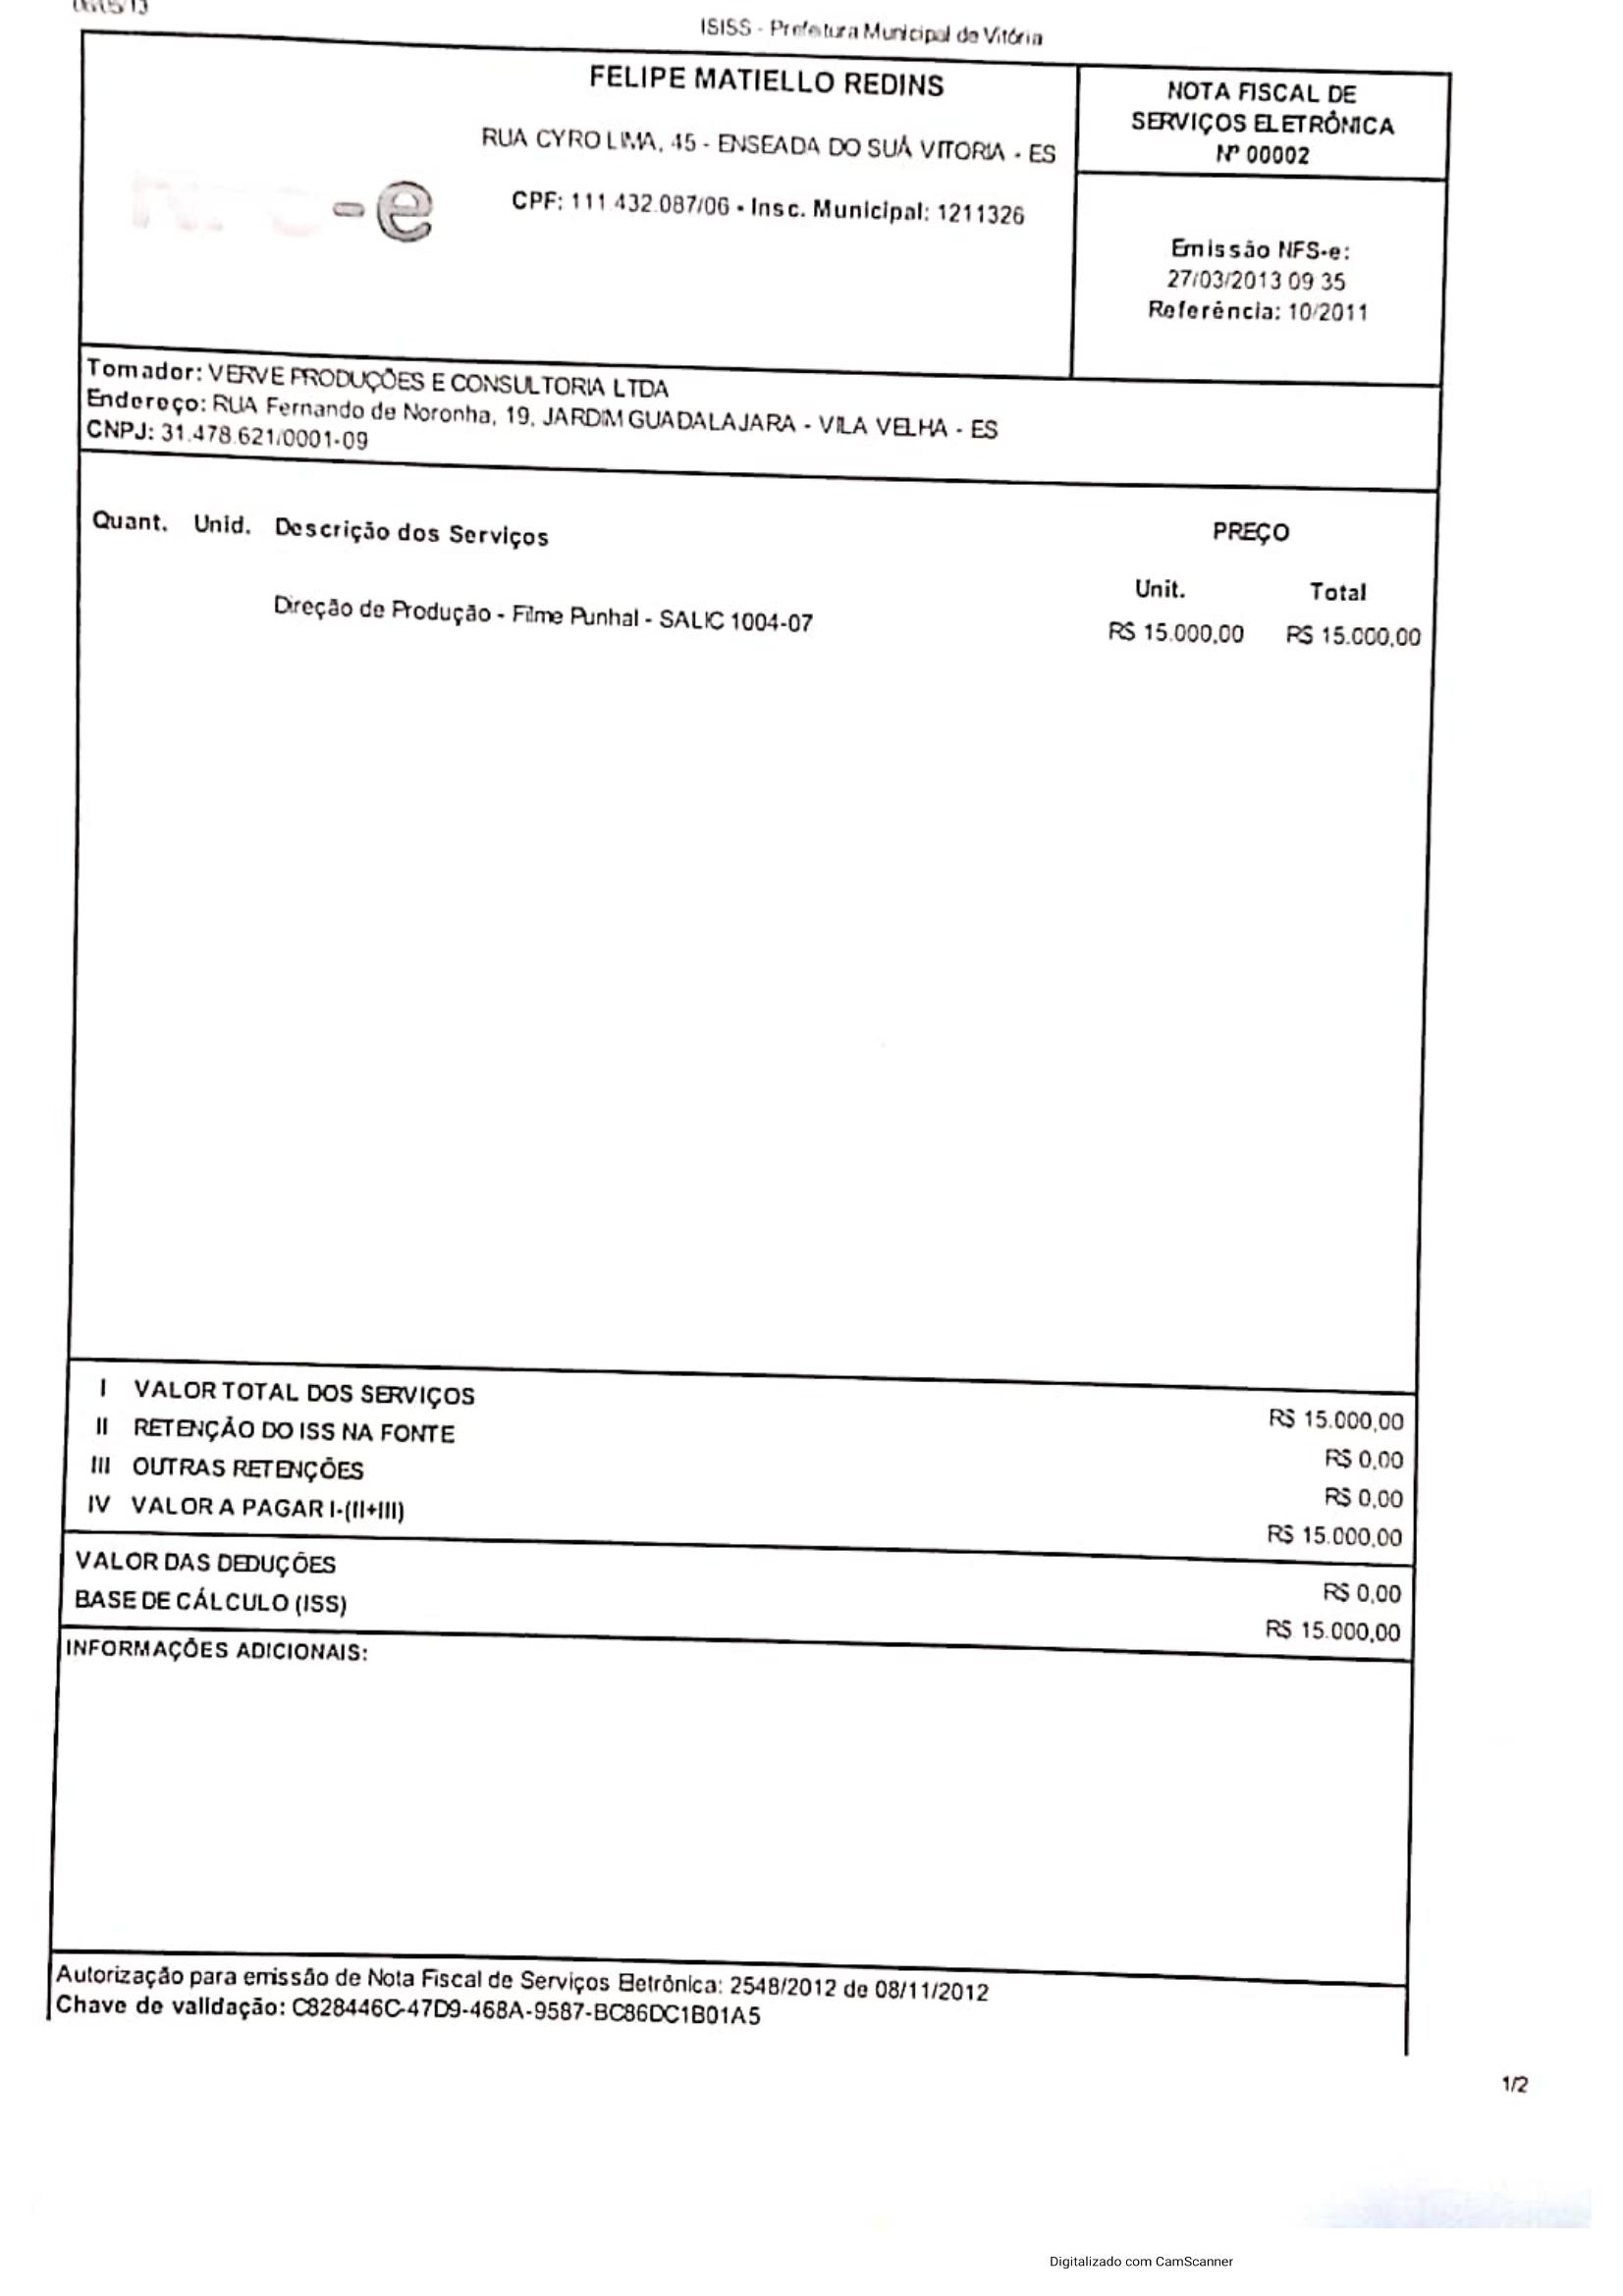 ISISS - Prefeitura Municipal de Vitória
FELIPE MATIELLO REDINS
RUA CYRO LIMA, 45 - ENSEADA DO SUÁ VITORIA - ES
CPF: 111.432.087/06 - Insc. Municipal: 1211326
-e
NOTA FISCAL DE
SERVIÇOS ELETRÔNICA
Nº 00002
Emissão NFS-e:
27/03/2013 09:35
Referência: 10/2011
Tomador: VERVE PRODUÇÕES E CONSULTORIA LTDA
Endereço: RUA Fernando de Noronha, 19, JARDIM GUADALAJARA - VILA VELHA - ES
CNPJ: 31.478.621/0001-09
Quant. Unid. Descrição dos Serviços PREÇO
Unit. Total
Direção de Produção - Filme Punhal - SALIC 1004-07 R$ 15.000,00 R$ 15.000,00
I VALOR TOTAL DOS SERVIÇOS R$ 15.000,00
II RETENÇÃO DO ISS NA FONTE R$ 0,00
III OUTRAS RETENÇÕES R$ 0,00
IV VALOR A PAGAR I-(II+III) R$ 15.000,00
VALOR DAS DEDUÇÕES R$ 0,00
BASE DE CÁLCULO (ISS) R$ 15.000,00
INFORMAÇÕES ADICIONAIS:
Autorização para emissão de Nota Fiscal de Serviços Eletrônica: 2548/2012 de 08/11/2012
Chave de validação: C828446C-47D9-468A-9587-BC86DC1B01A5
1/2
Digitalizado com CamScanner